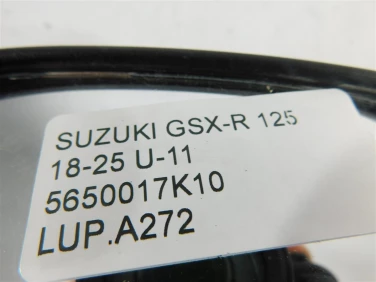 SUZUKI GSX-R 125
18-25 U-11
5650017K10
LUP.A272